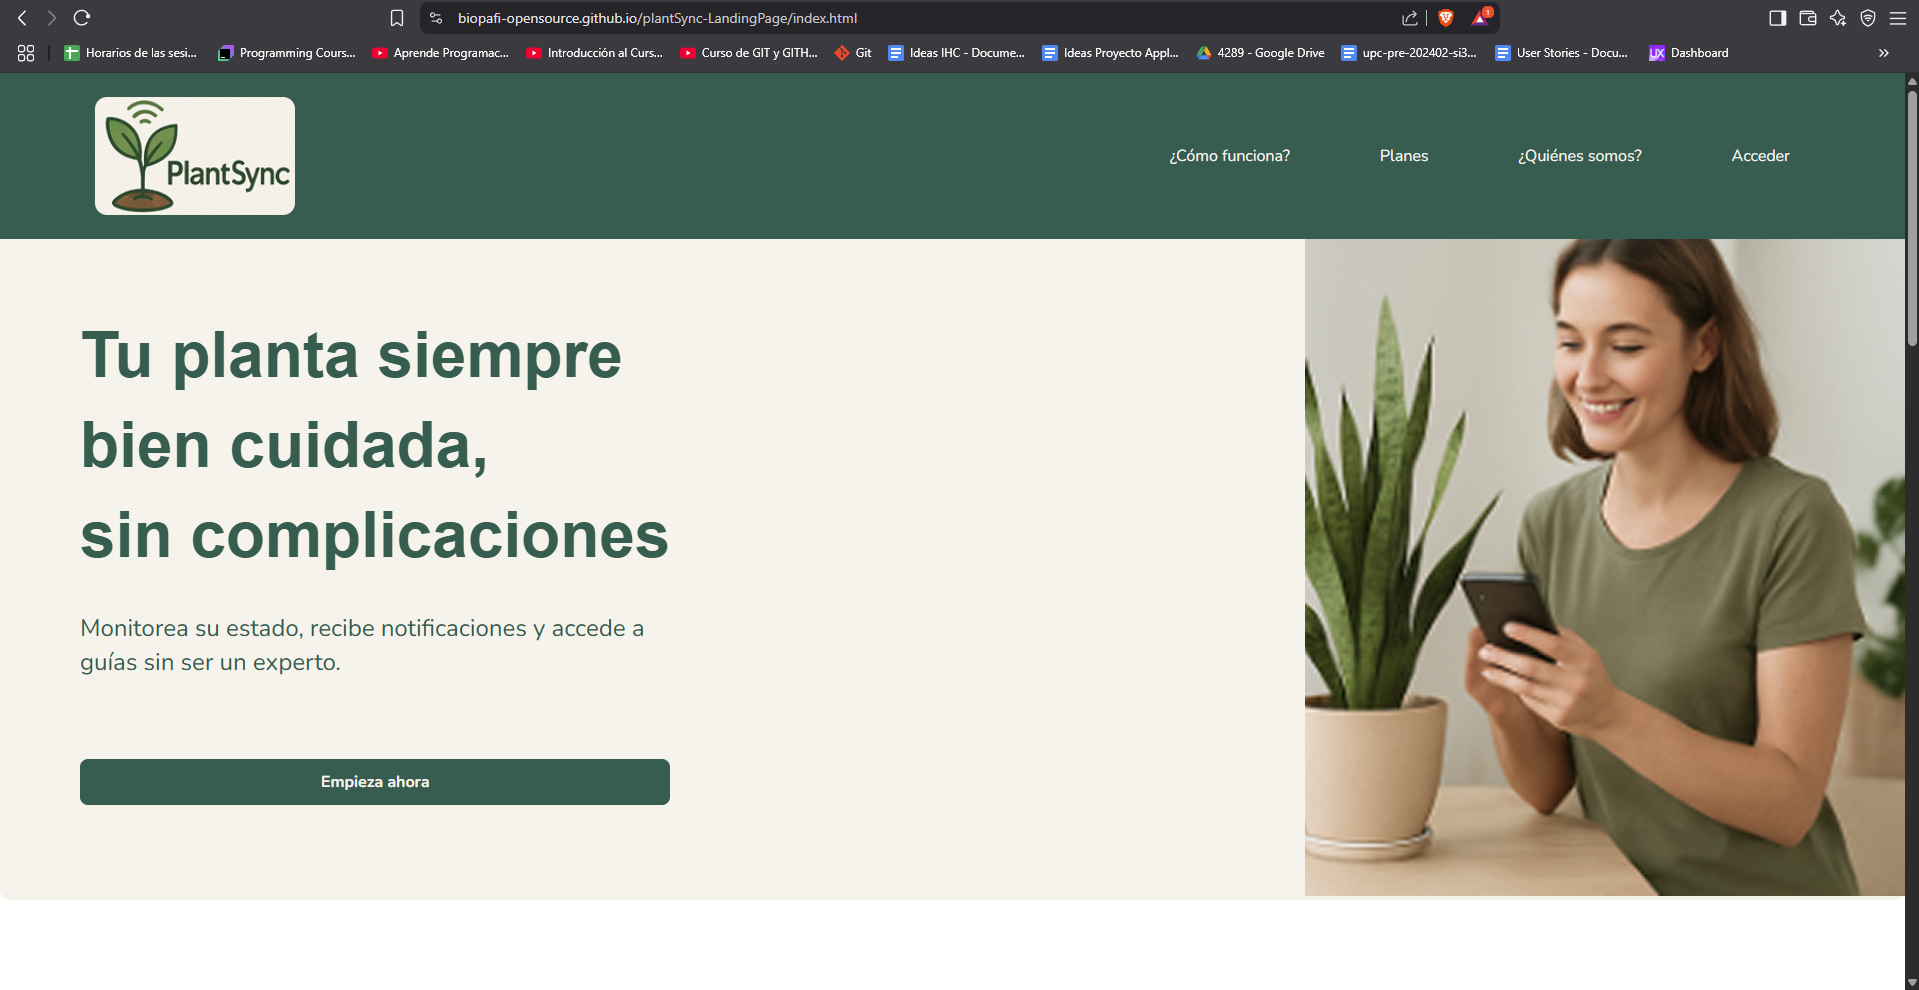 biopafi-opensource.github.io/plantSync-LandingPage/index.html
1
Horarios de las sesi...
Programming Cours...
Aprende Programac...
Introducción al Curs...
Curso de GIT y GITH...
Git
Ideas IHC - Docume...
Ideas Proyecto Appl...
4289 - Google Drive
upc-pre-202402-si3...
User Stories - Docu...
UX
Dashboard
PlantSync
¿Cómo funciona?
Planes
¿Quiénes somos?
Acceder
Tu planta siempre
bien cuidada,
sin complicaciones
Monitorea su estado, recibe notificaciones y accede a
guías sin ser un experto.
Empieza ahora